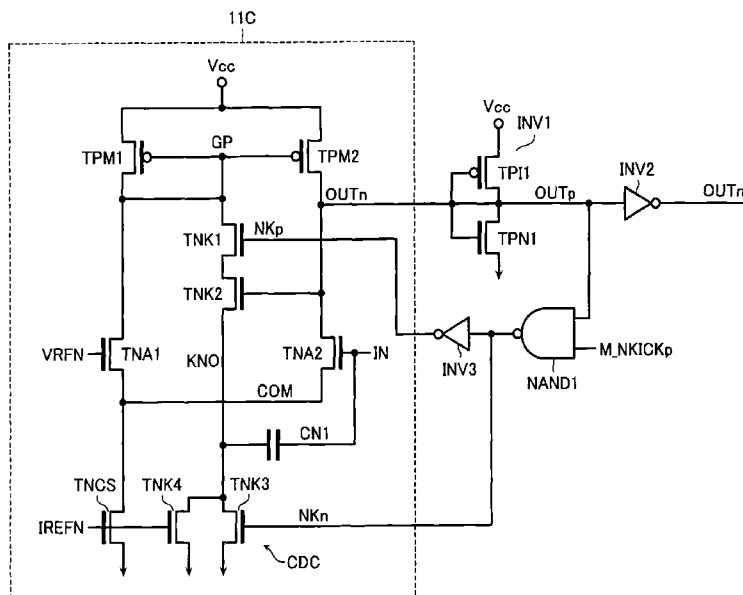 11C
Vcc
TPM1
GP
TPM2
Vcc
INV1
TPI1
INV2
OUTn
OUTp
OUTn
TNK1
NKp
TPN1
TNK2
VRFN
TNA1
KNO
TNA2
IN
INV3
NAND1
M_NKICKp
COM
CN1
TNCS
TNK4
TNK3
IREFN
NKn
CDC